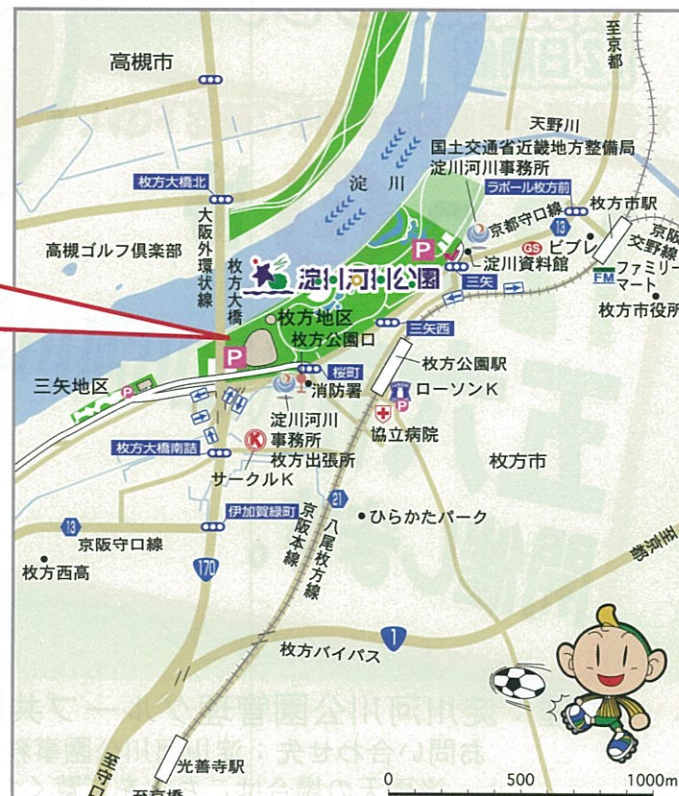 高槻市
至京都
天野川
国土交通省近畿地方整備局
淀川河川事務所
枚方大橋北
淀川
ラポール枚方前
枚方市駅
京都守口線
13
京阪
交野線
高槻ゴルフ倶楽部
大阪外環状線
枚方大橋
P
GS
ビブレ
淀川資料館
三矢
FM
ファミリー
マート
枚方市役所
淀川河川公園
枚方地区
枚方公園口
三矢西
P
桜町
枚方公園駅
三矢地区
P
消防署
ローソンK
P
淀川河川
事務所
枚方出張所
協立病院
枚方大橋南詰
K
サークルK
枚方市
21
13
伊加賀緑町
京阪守口線
八尾枚方線
京阪本線
ひらかたパーク
枚方西高
170
至京都
1
枚方バイパス
光善寺駅
至守口
至京橋
0
500
1000m